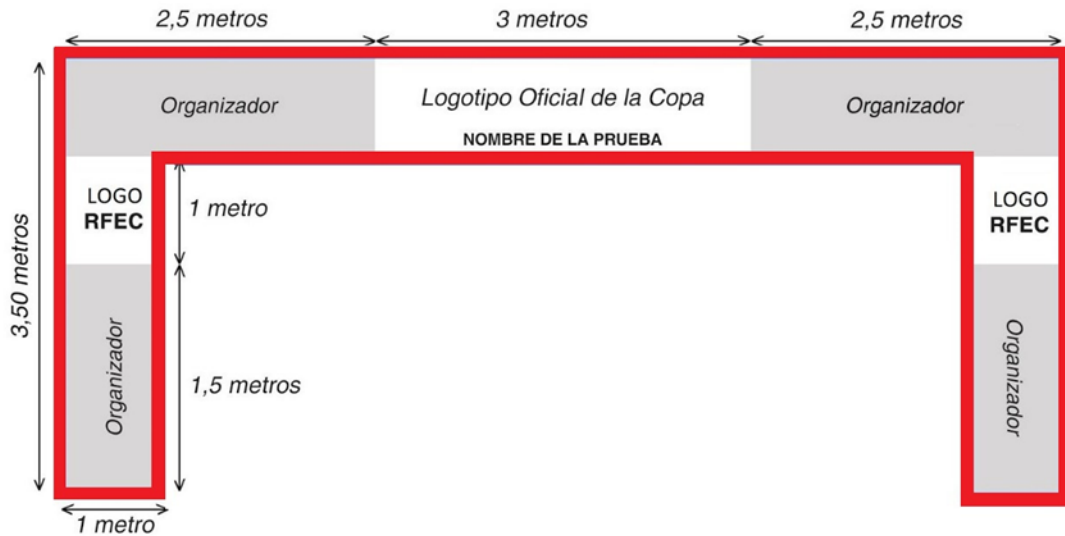 2,5 metros
3 metros
2,5 metros
Organizador
Logotipo Oficial de la Copa
NOMBRE DE LA PRUEBA
Organizador
LOGO
RFEC
1 metro
LOGO
RFEC
3,50 metros
Organizador
1,5 metros
Organizador
1 metro